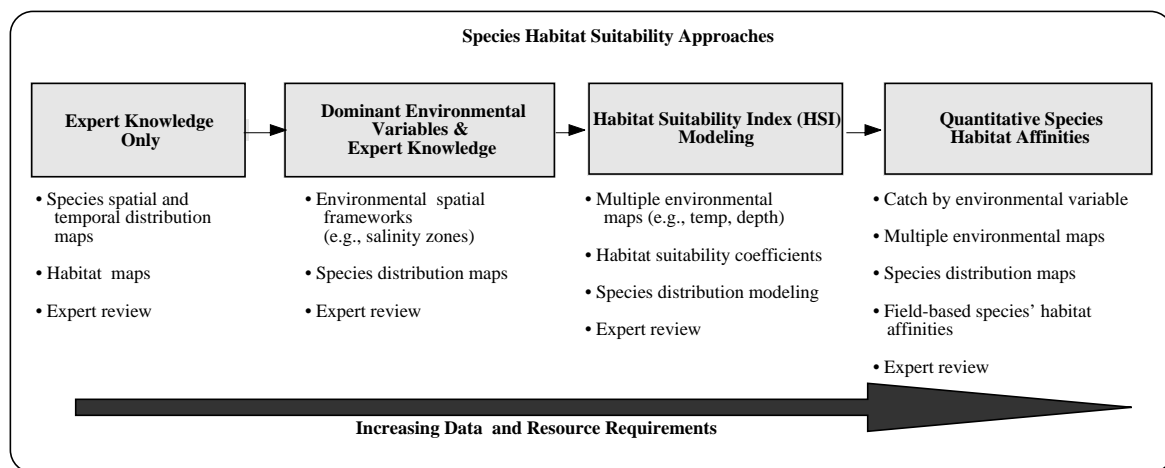 Species Habitat Suitability Approaches
Expert Knowledge
Only
• Species spatial and
temporal distribution
maps
• Habitat maps
• Expert review
Dominant Environmental
Variables &
Expert Knowledge
• Environmental spatial
frameworks
(e.g., salinity zones)
• Species distribution maps
• Expert review
Habitat Suitability Index (HSI)
Modeling
• Multiple environmental
maps (e.g., temp, depth)
• Habitat suitability coefficients
• Species distribution modeling
• Expert review
Quantitative Species
Habitat Affinities
• Catch by environmental variable
• Multiple environmental maps
• Species distribution maps
• Field-based species’ habitat
affinities
• Expert review
Increasing Data and Resource Requirements